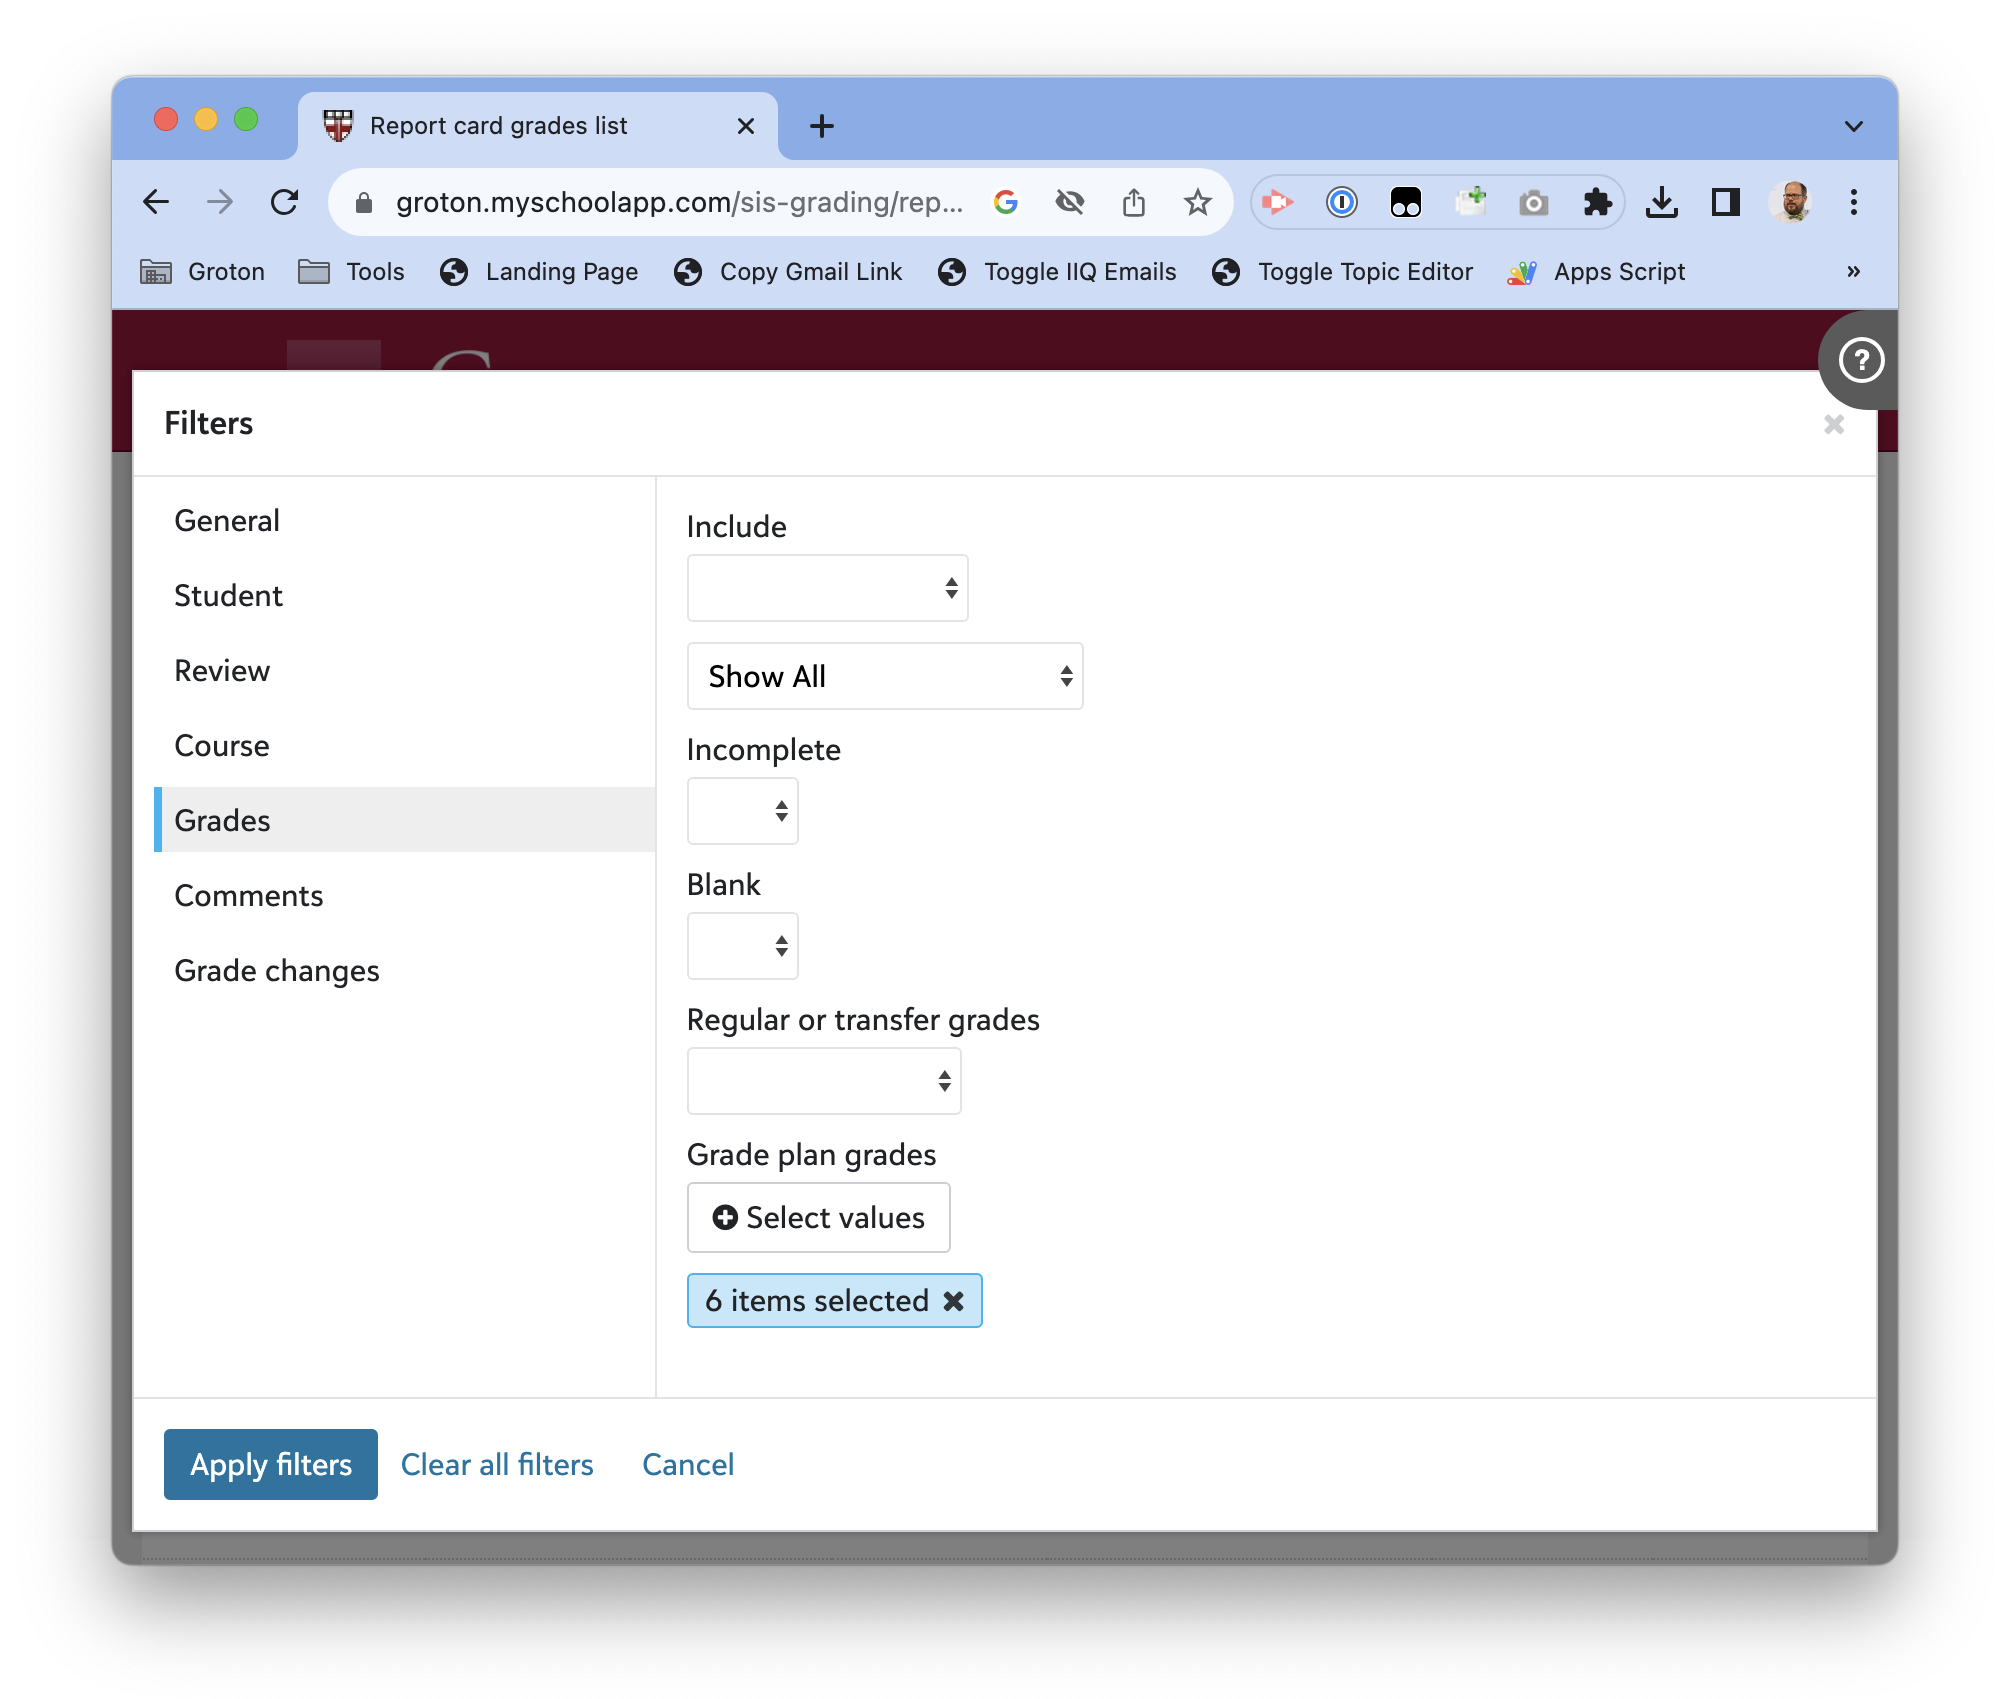 Report card grades list
groton.myschoolapp.com/sis-grading/rep...
Groton Tools Landing Page Copy Gmail Link Toggle IIQ Emails Toggle Topic Editor Apps Script »
?
Filters
General
Student
Review
Course
Grades
Comments
Grade changes
Include
Show All
Incomplete
Blank
Regular or transfer grades
Grade plan grades
Select values
6 items selected
Apply filters Clear all filters Cancel